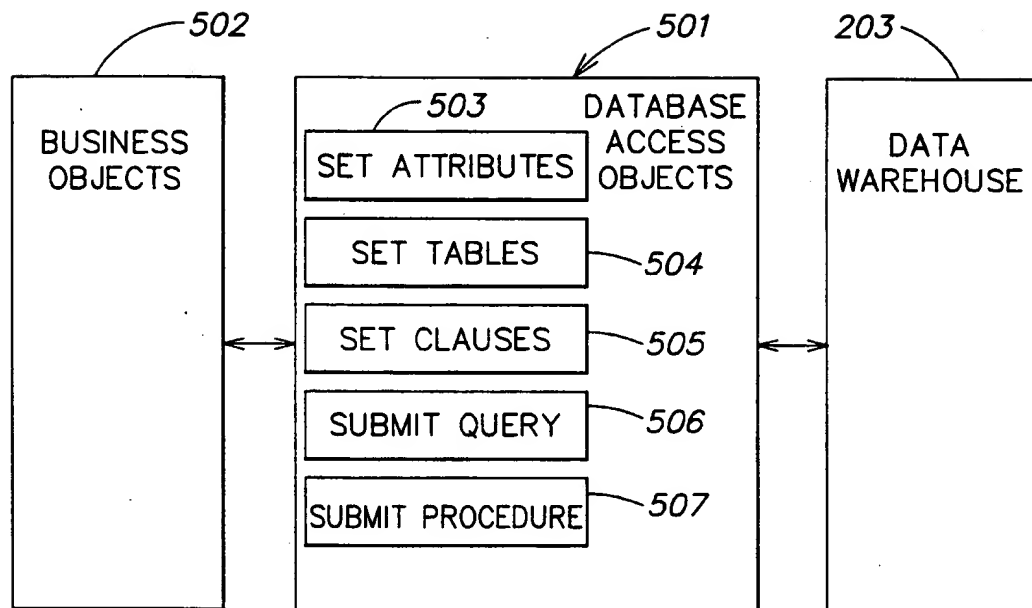 502
501
203
BUSINESS
OBJECTS
503
DATABASE
ACCESS
OBJECTS
SET ATTRIBUTES
SET TABLES
504
SET CLAUSES
505
SUBMIT QUERY
506
SUBMIT PROCEDURE
507
DATA
WAREHOUSE